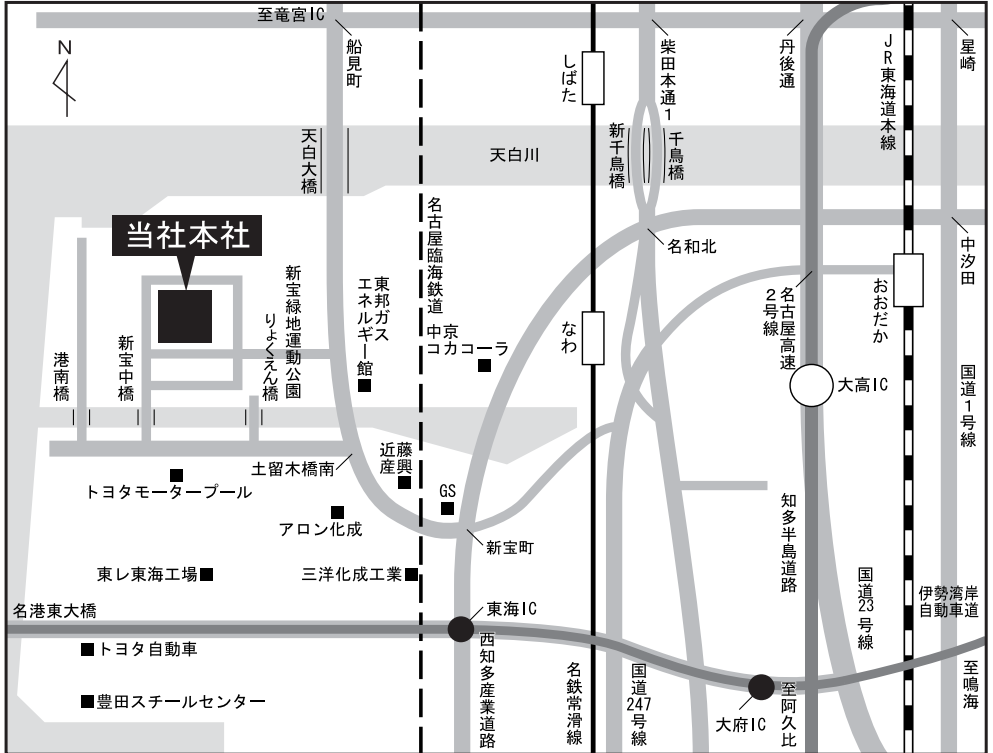 至竜宮IC
N
船見町
しばた
柴田本通1
丹後通
JR東海道本線
星崎
天白大橋
天白川
新千鳥橋
千鳥橋
当社本社
名古屋臨海鉄道
名和北
中汐田
新宝緑地運動公園
りょくえん橋
東邦ガス
エネルギー館
中京
コカコーラ
なわ
名古屋高速
2号線
おおだか
港南橋
新宝中橋
大高IC
国道1号線
土留木橋南
近藤
産興
GS
トヨタモータープール
アロン化成
新宝町
知多半島道路
東レ東海工場
三洋化成工業
国道23号線
伊勢湾岸
自動車道
名港東大橋
東海IC
トヨタ自動車
西知多産業道路
名鉄常滑線
国道247号線
至阿久比
至鳴海
豊田スチールセンター
大府IC